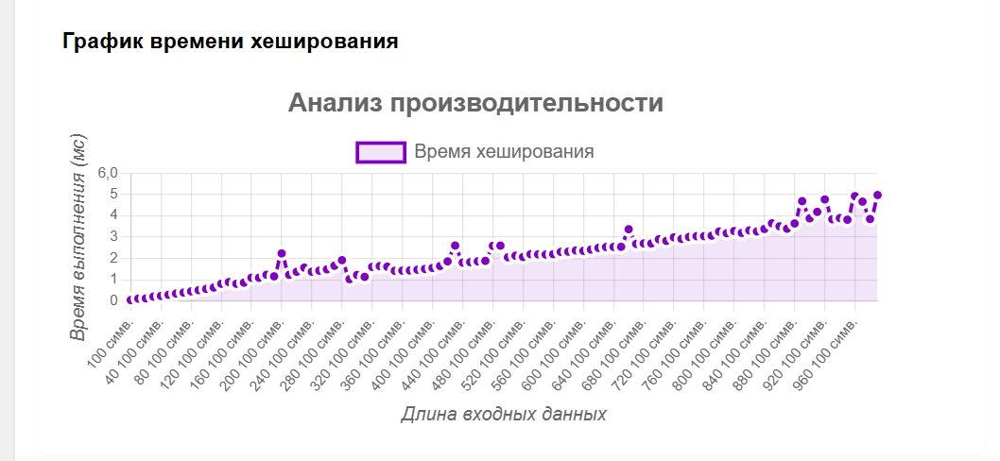 График времени хеширования
Анализ производительности
Время хеширования
Время выполнения (мс)
6,0
5
4
3
2
1
0
100 симв.
40 100 симв.
80 100 симв.
120 100 симв.
160 100 симв.
200 100 симв.
240 100 симв.
280 100 симв.
320 100 симв.
360 100 симв.
400 100 симв.
440 100 симв.
480 100 симв.
520 100 симв.
560 100 симв.
600 100 симв.
640 100 симв.
680 100 симв.
720 100 симв.
760 100 симв.
800 100 симв.
840 100 симв.
880 100 симв.
920 100 симв.
960 100 симв.
Длина входных данных